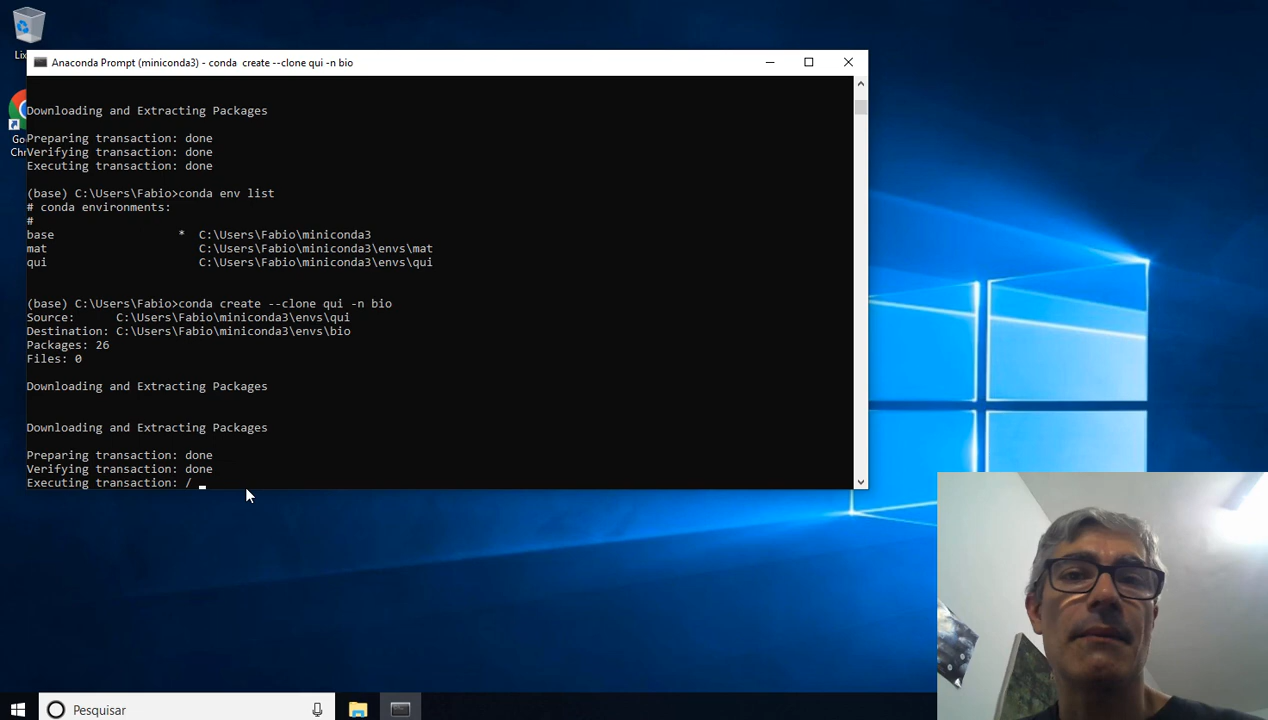 Lix
Go
Chr
Anaconda Prompt (miniconda3) - conda  create --clone qui -n bio
Downloading and Extracting Packages
Preparing transaction: done
Verifying transaction: done
Executing transaction: done
(base) C:\Users\Fabio>conda env list
# conda environments:
#
base                  *  C:\Users\Fabio\miniconda3
mat                      C:\Users\Fabio\miniconda3\envs\mat
qui                      C:\Users\Fabio\miniconda3\envs\qui
(base) C:\Users\Fabio>conda create --clone qui -n bio
Source:      C:\Users\Fabio\miniconda3\envs\qui
Destination: C:\Users\Fabio\miniconda3\envs\bio
Packages: 26
Files: 0
Downloading and Extracting Packages
Downloading and Extracting Packages
Preparing transaction: done
Verifying transaction: done
Executing transaction: /
Pesquisar